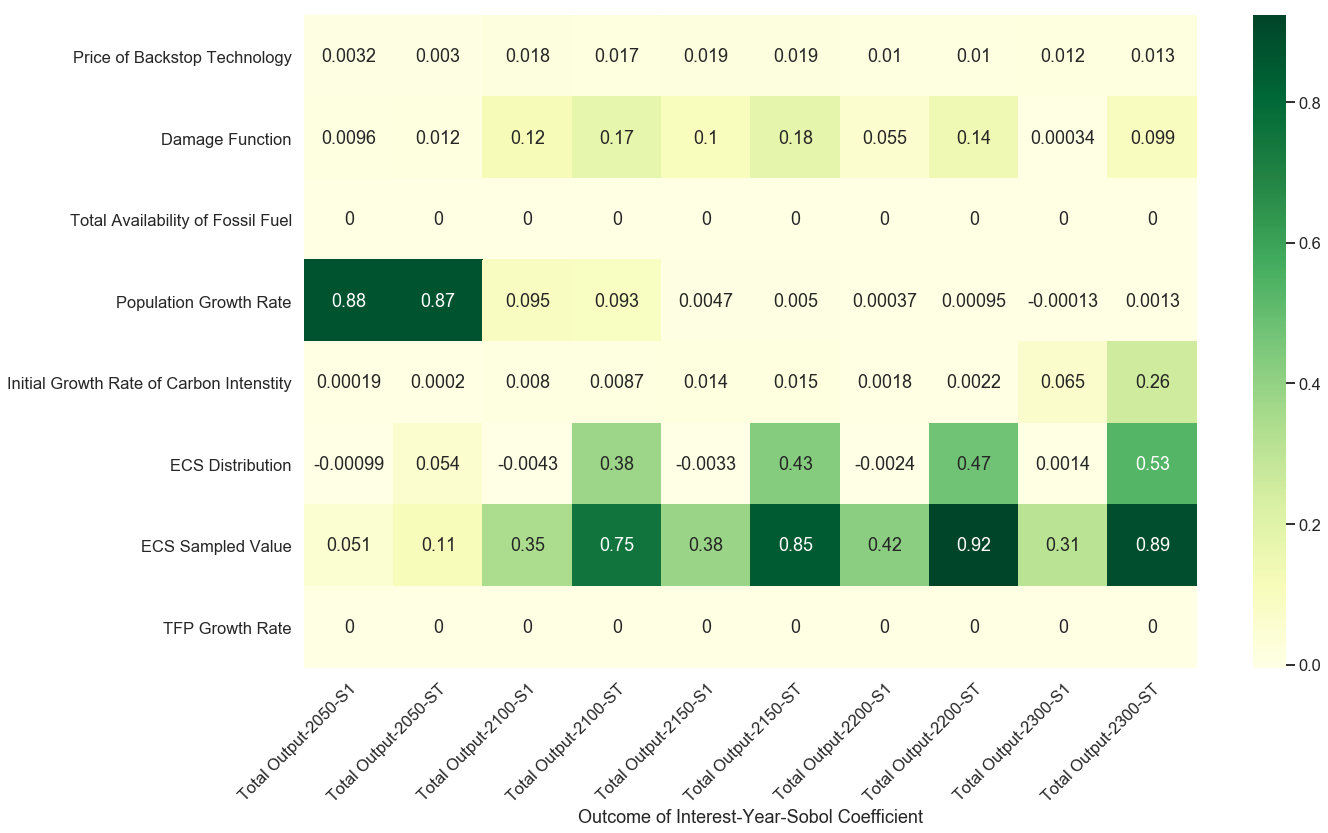 Price of Backstop Technology 0.0032 0.003 0.018 0.017 0.019 0.019 0.01 0.01 0.012 0.013
0.8
Damage Function 0.0096 0.012 0.12 0.17 0.1 0.18 0.055 0.14 0.00034 0.099
Total Availability of Fossil Fuel 0 0 0 0 0 0 0 0 0 0
0.6
Population Growth Rate 0.88 0.87 0.095 0.093 0.0047 0.005 0.00037 0.00095 -0.00013 0.0013
Initial Growth Rate of Carbon Intenstity 0.00019 0.0002 0.008 0.0087 0.014 0.015 0.0018 0.0022 0.065 0.26
0.4
ECS Distribution -0.00099 0.054 -0.0043 0.38 -0.0033 0.43 -0.0024 0.47 0.0014 0.53
0.2
ECS Sampled Value 0.051 0.11 0.35 0.75 0.38 0.85 0.42 0.92 0.31 0.89
TFP Growth Rate 0 0 0 0 0 0 0 0 0 0
0.0
Total Output-2050-S1
Total Output-2050-ST
Total Output-2100-S1
Total Output-2100-ST
Total Output-2150-S1
Total Output-2150-ST
Total Output-2200-S1
Total Output-2200-ST
Total Output-2300-S1
Total Output-2300-ST
Outcome of Interest-Year-Sobol Coefficient